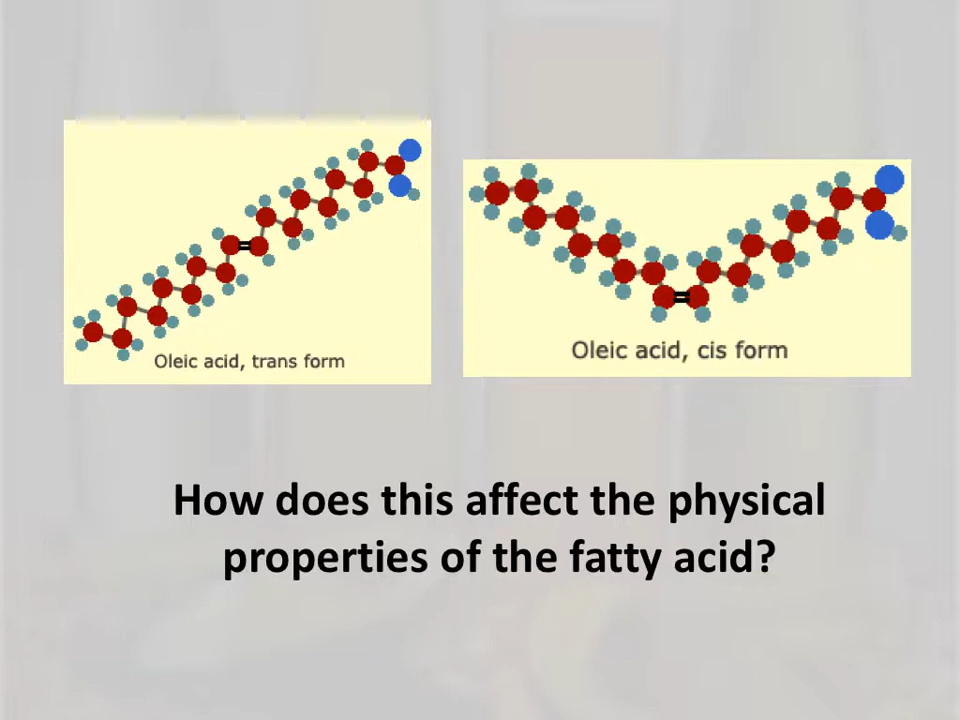 Oleic acid, trans form
Oleic acid, cis form
How does this affect the physical
properties of the fatty acid?